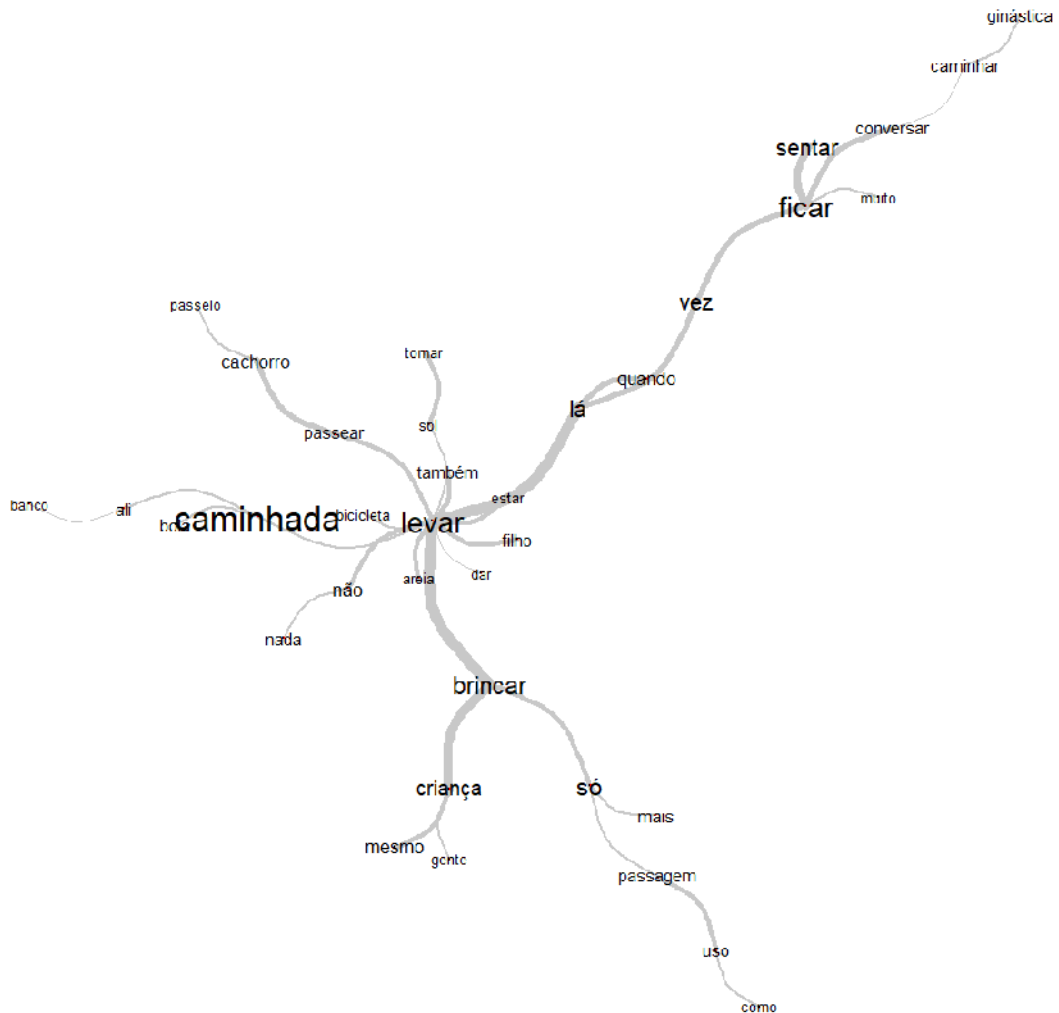 ginástica
caminhar
conversar
sentar
muito
ficar
vez
passeio
tomar
cachorro
quando
lá
sol
passear
também
estar
banco
ali
caminhada
bicicleta
levar
filho
areia
dar
não
nada
brincar
criança
só
mais
mesmo
gente
passagem
uso
como